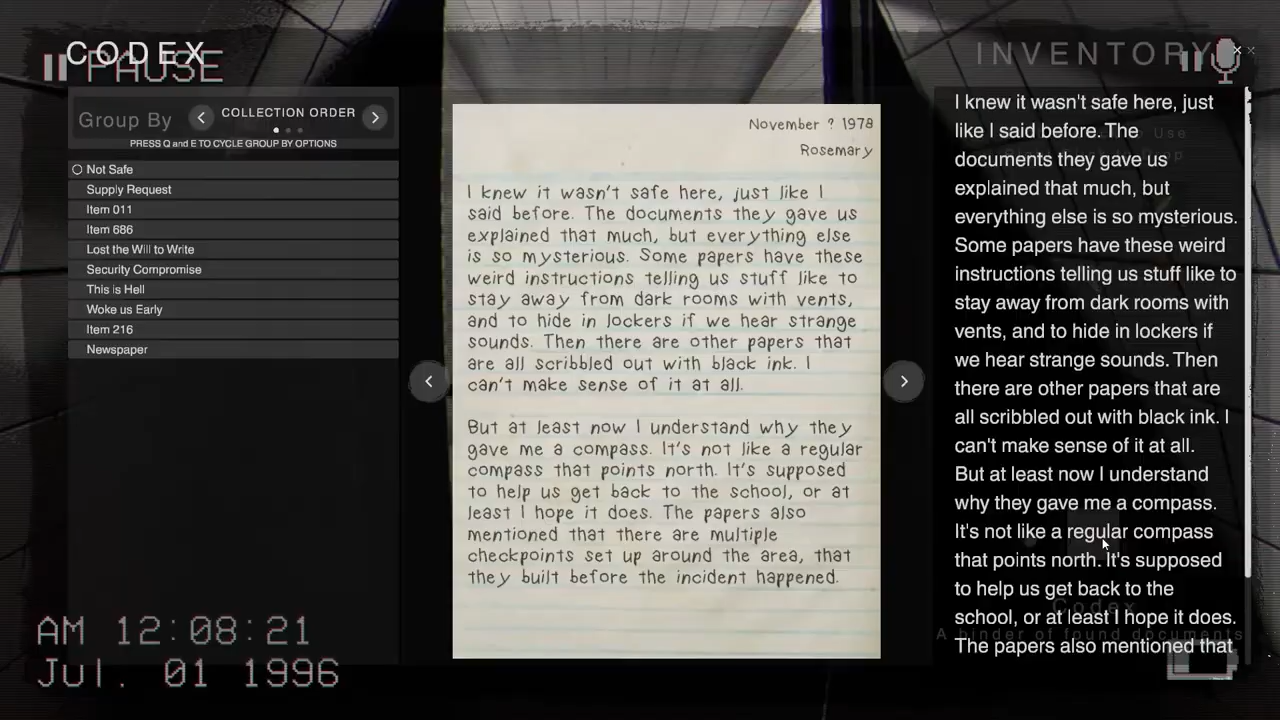 CODEX
PAUSE
INVENTORY
Group By
COLLECTION ORDER
PRESS Q and E TO CYCLE GROUP BY OPTIONS
Not Safe
Supply Request
Item 011
Item 686
Lost the Will to Write
Security Compromise
This is Hell
Woke us Early
Item 216
Newspaper
November ? 1978
Rosemary
I knew it wasn't safe here, just like I
said before. The documents they gave us
explained that much, but everything else
is so mysterious. Some papers have these
weird instructions telling us stuff like to
stay away from dark rooms with vents,
and to hide in lockers if we hear strange
sounds. Then there are other papers that
are all scribbled out with black ink. I
can't make sense of it at all.
But at least now I understand why they
gave me a compass. It's not like a regular
compass that points north. It's supposed
to help us get back to the school, or at
least I hope it does. The papers also
mentioned that there are multiple
checkpoints set up around the area, that
they built before the incident happened.
I knew it wasn't safe here, just
like I said before. The
documents they gave us
explained that much, but
everything else is so mysterious.
Some papers have these weird
instructions telling us stuff like to
stay away from dark rooms with
vents, and to hide in lockers if
we hear strange sounds. Then
there are other papers that are
all scribbled out with black ink. I
can't make sense of it at all.
But at least now I understand
why they gave me a compass.
It's not like a regular compass
that points north. It's supposed
to help us get back to the
school, or at least I hope it does.
The papers also mentioned that
Use
Drop
Codex
A binder of found documents
AM 12:08:21
Jul. 01 1996